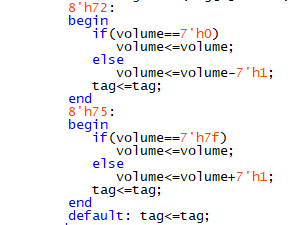 8'h72:
begin
if(volume==7'h0)
volume<=volume;
else
volume<=volume-7'h1;
tag<=tag;
end
8'h75:
begin
if(volume==7'h7f)
volume<=volume;
else
volume<=volume+7'h1;
tag<=tag;
end
default: tag<=tag;